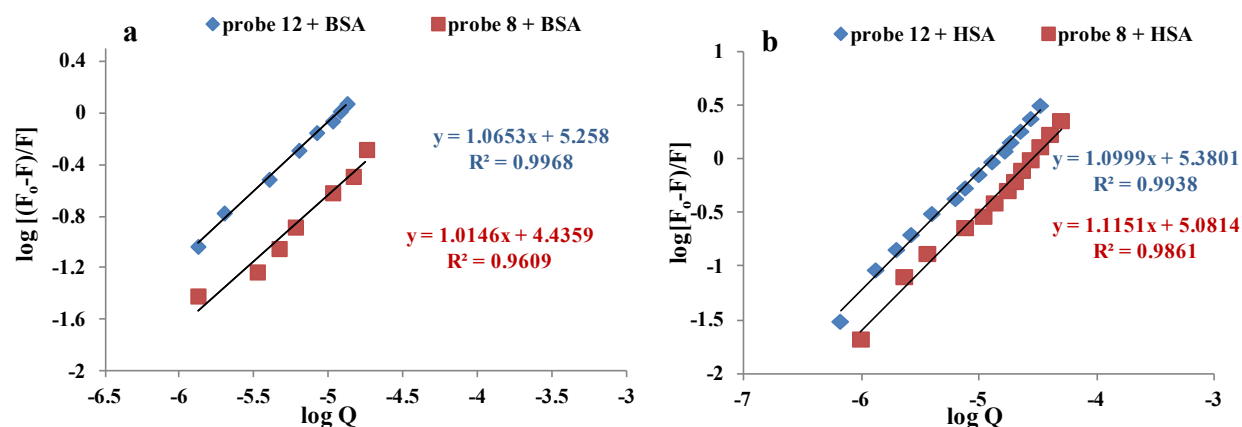 a
probe 12 + BSA
probe 8 + BSA
log [(Fo-F)/F]
0.4
0
-0.4
-0.8
-1.2
-1.6
-2
y = 1.0653x + 5.258
R² = 0.9968
y = 1.0146x + 4.4359
R² = 0.9609
-6.5
-6
-5.5
-5
-4.5
-4
-3.5
-3
log Q
b
probe 12 + HSA
probe 8 + HSA
log[Fo-F)/F]
1
0.5
0
-0.5
-1
-1.5
-2
y = 1.0999x + 5.3801
R² = 0.9938
y = 1.1151x + 5.0814
R² = 0.9861
-7
-6
-5
-4
-3
log Q